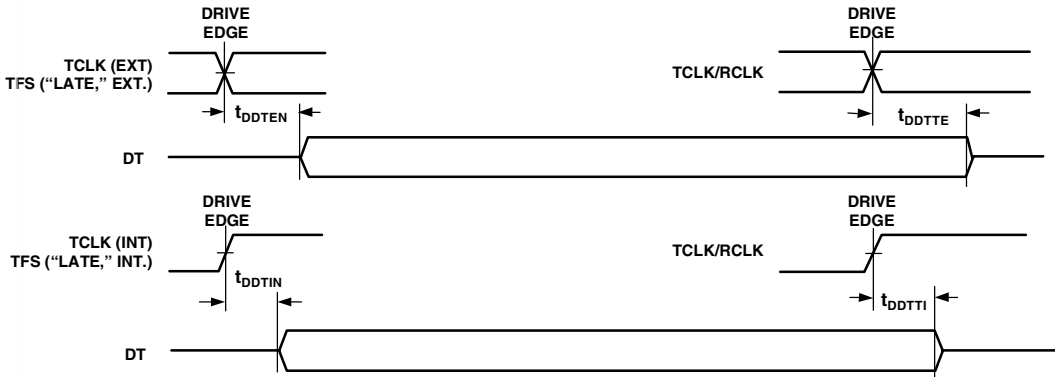 DRIVE
EDGE
DRIVE
EDGE
TCLK (EXT)
TFS ("LATE," EXT.)
TCLK/RCLK
tDDTEN
tDDTTE
DT
DRIVE
EDGE
DRIVE
EDGE
TCLK (INT)
TFS ("LATE," INT.)
TCLK/RCLK
tDDTIN
tDDTTI
DT